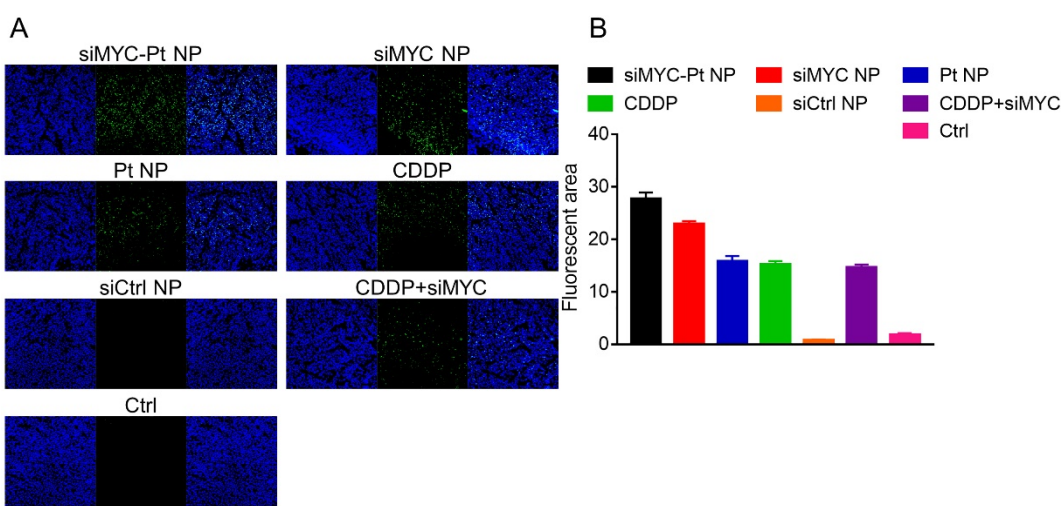 A
siMYC-Pt NP
siMYC NP
Pt NP
CDDP
siCtrl NP
CDDP+siMYC
Ctrl
B
siMYC-Pt NP
siMYC NP
Pt NP
CDDP
siCtrl NP
CDDP+siMYC
Ctrl
40
30
20
10
0
Fluorescent area